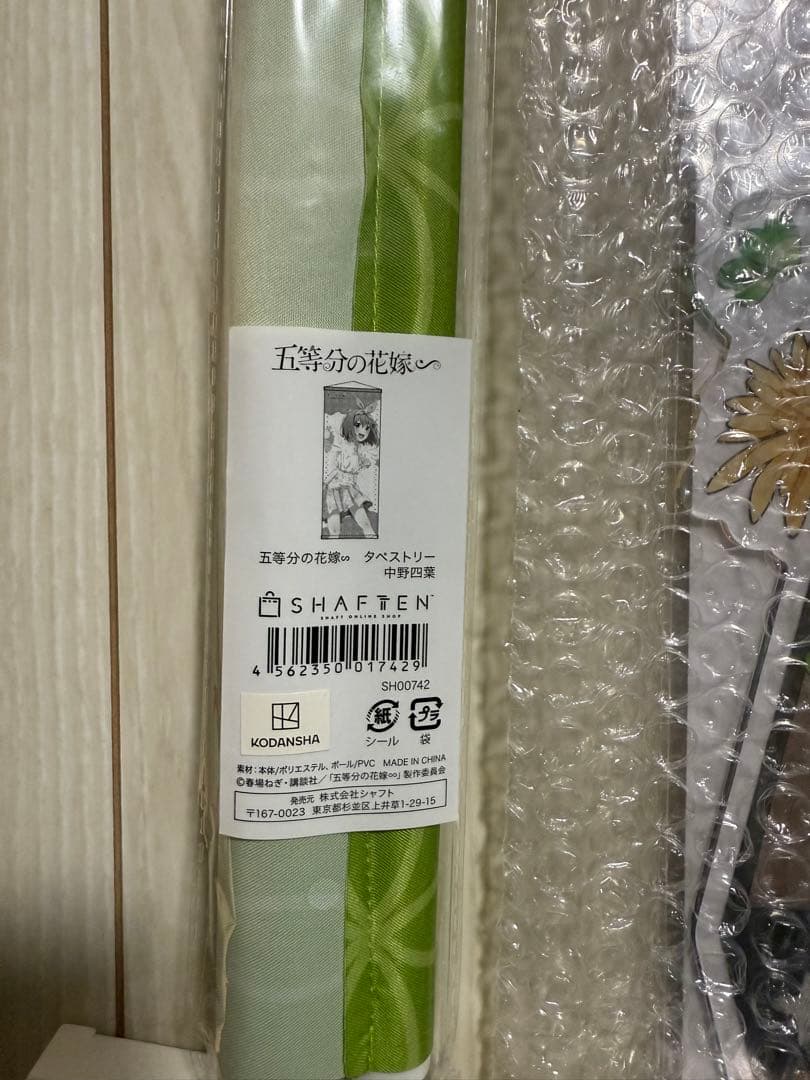 五等分の花嫁∽
五等分の花嫁∽ タペストリー
中野四葉
SHAFTEN
SHAFT ONLINE SHOP
4 562350 017429
SH00742
KODANSHA
紙 プラ
シール 袋
素材：本体/ポリエステル、ポール/PVC MADE IN CHINA
©春場ねぎ・講談社／「五等分の花嫁∽」製作委員会
発売元 株式会社シャフト
〒167-0023 東京都杉並区上井草1-29-15